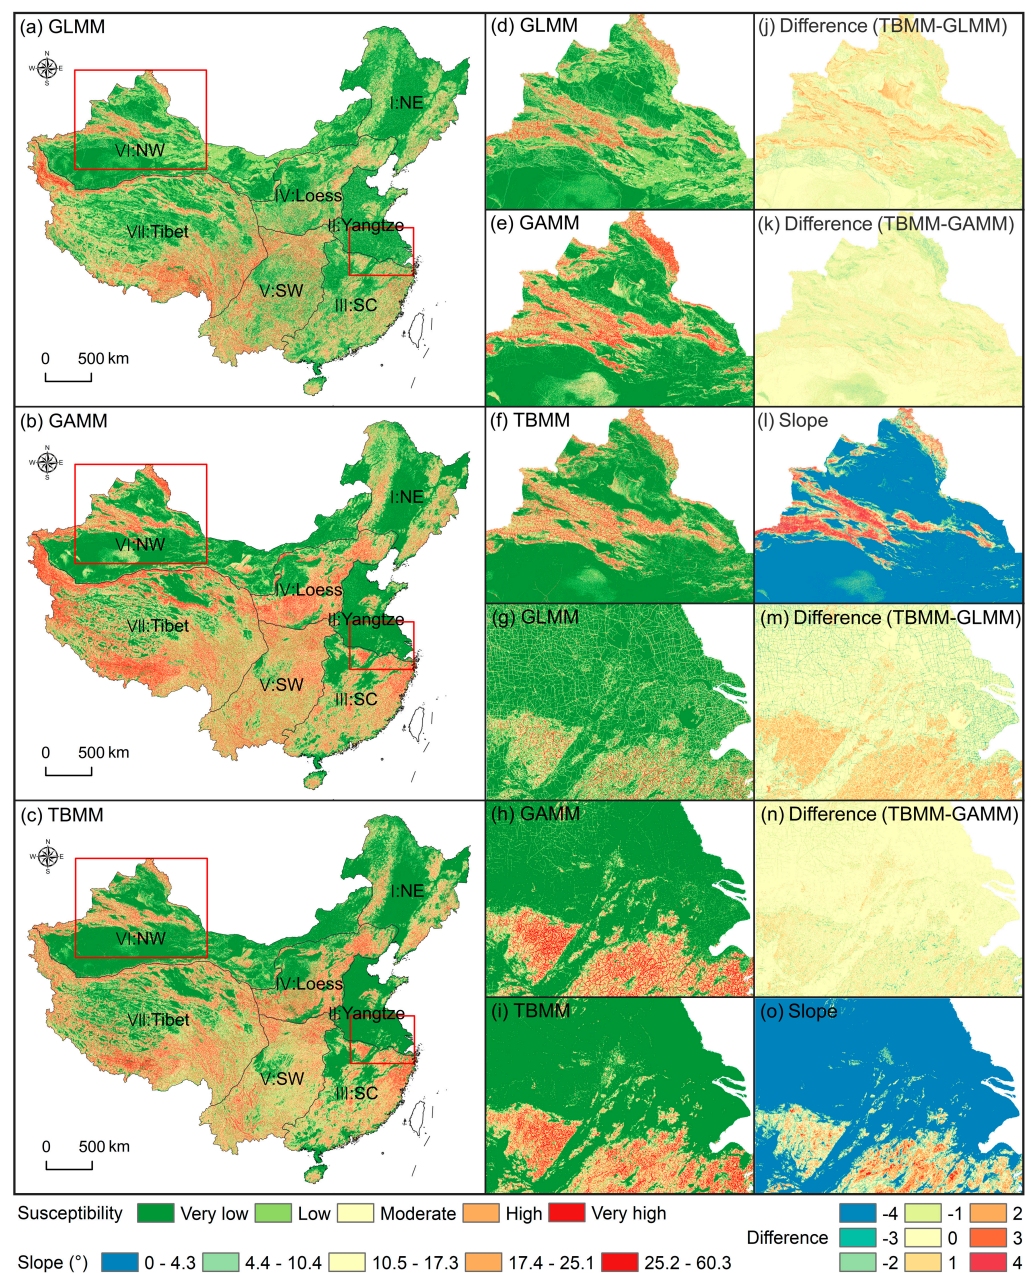 (a) GLMM
N
W E
S
I:NE
VI:NW
IV:Loess
II:Yangtze
VII:Tibet
V:SW
III:SC
0 500 km
(b) GAMM
N
W E
S
I:NE
VI:NW
IV:Loess
II:Yangtze
VII:Tibet
V:SW
III:SC
0 500 km
(c) TBMM
N
W E
S
I:NE
VI:NW
IV:Loess
II:Yangtze
VII:Tibet
V:SW
III:SC
0 500 km
(d) GLMM
(j) Difference (TBMM-GLMM)
(e) GAMM
(k) Difference (TBMM-GAMM)
(f) TBMM
(l) Slope
(g) GLMM
(m) Difference (TBMM-GLMM)
(h) GAMM
(n) Difference (TBMM-GAMM)
(i) TBMM
(o) Slope
Susceptibility Very low Low Moderate High Very high
Slope (°) 0 - 4.3 4.4 - 10.4 10.5 - 17.3 17.4 - 25.1 25.2 - 60.3
Difference
-4 -1 2
-3 0 3
-2 1 4